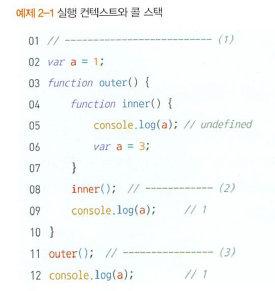 예제 2-1 실행 컨텍스트와 콜 스택
01 // --------------------------- (1)
02 var a = 1;
03 function outer() {
04     function inner() {
05         console.log(a); // undefined
06         var a = 3;
07     }
08     inner();  // ------------- (2)
09     console.log(a);     // 1
10 }
11 outer();  // --------------- (3)
12 console.log(a);         // 1